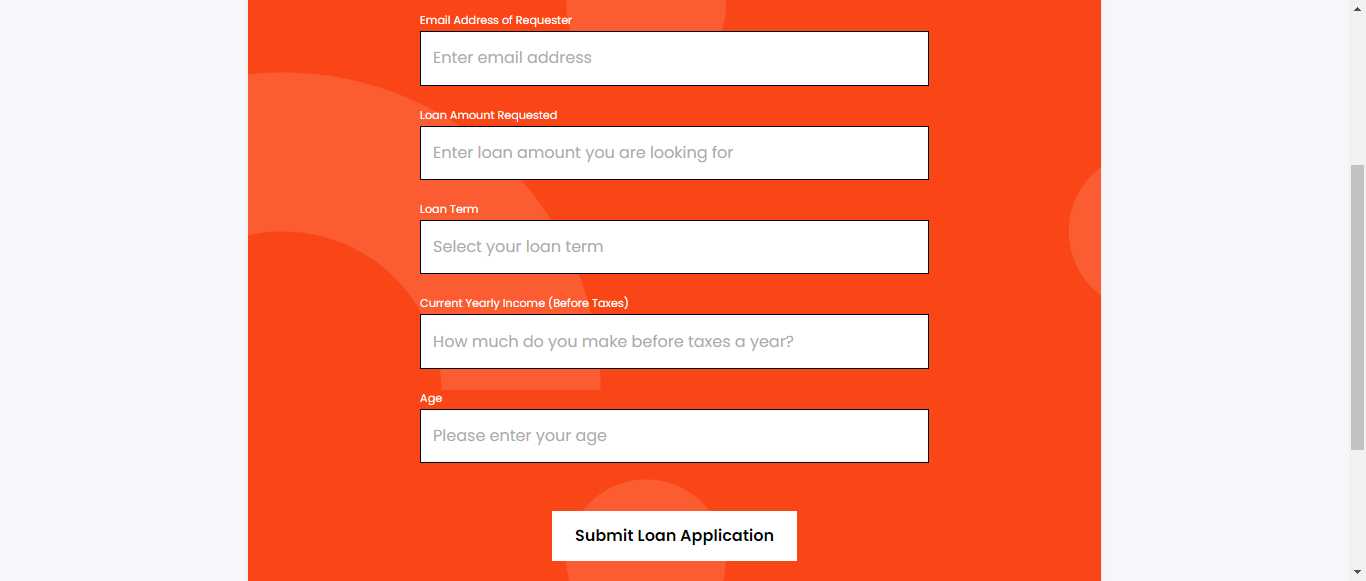 Email Address of Requester
Enter email address
Loan Amount Requested
Enter loan amount you are looking for
Loan Term
Select your loan term
Current Yearly Income (Before Taxes)
How much do you make before taxes a year?
Age
Please enter your age
Submit Loan Application